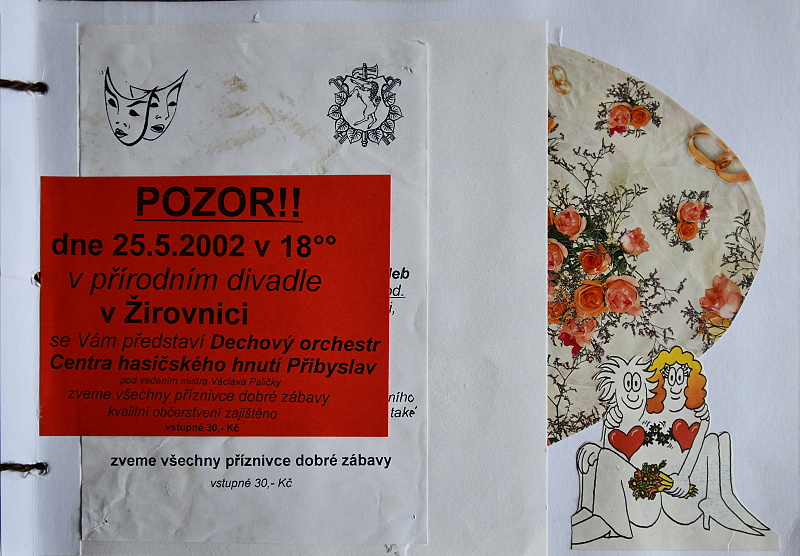 POZOR!!
dne 25.5.2002 v 18°°
v přírodním divadle
v Žirovnici
se Vám představí Dechový orchestr
Centra hasičského hnutí Přibyslav
pod vedením mistra Václava Paličky
zveme všechny příznivce dobré zábavy
kvalitní občerstvení zajištěno
vstupné 30,- Kč
leb
od.
ního
také
zveme všechny příznivce dobré zábavy
vstupné 30,- Kč